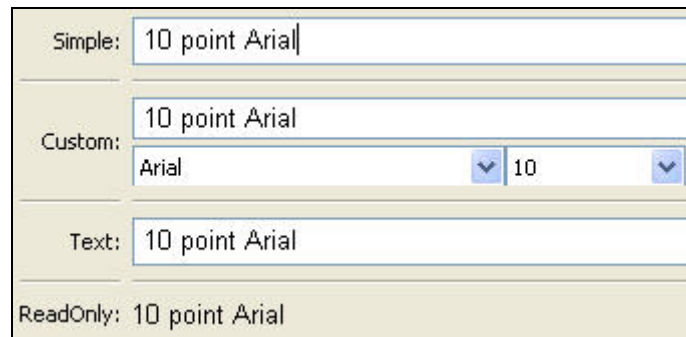 Simple: 10 point Arial
10 point Arial
Custom:
Arial 10
Text: 10 point Arial
ReadOnly: 10 point Arial